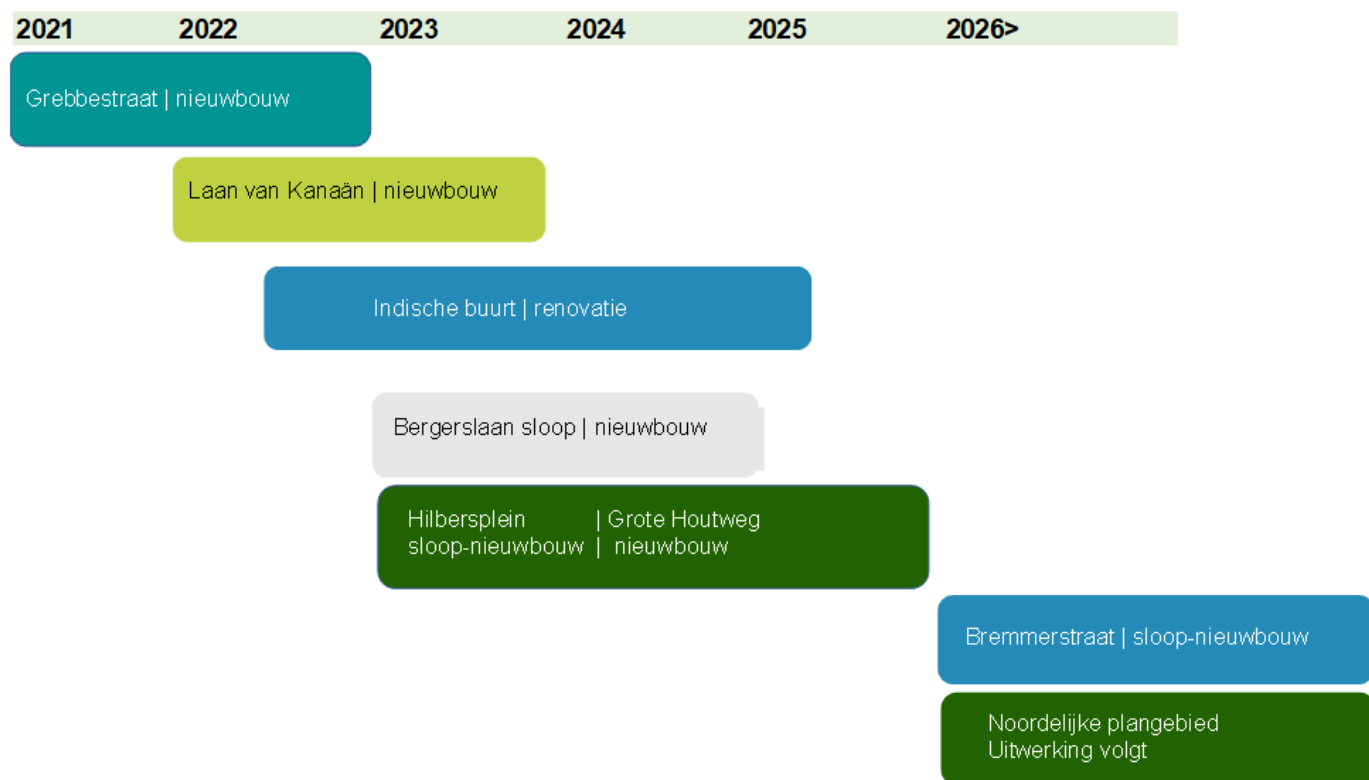 2021 2022 2023 2024 2025 2026>
Grebbestraat | nieuwbouw
Laan van Kanaän | nieuwbouw
Indische buurt | renovatie
Bergerslaan sloop | nieuwbouw
Hilbersplein | Grote Houtweg
sloop-nieuwbouw | nieuwbouw
Bremmerstraat | sloop-nieuwbouw
Noordelijke plangebied
Uitwerking volgt